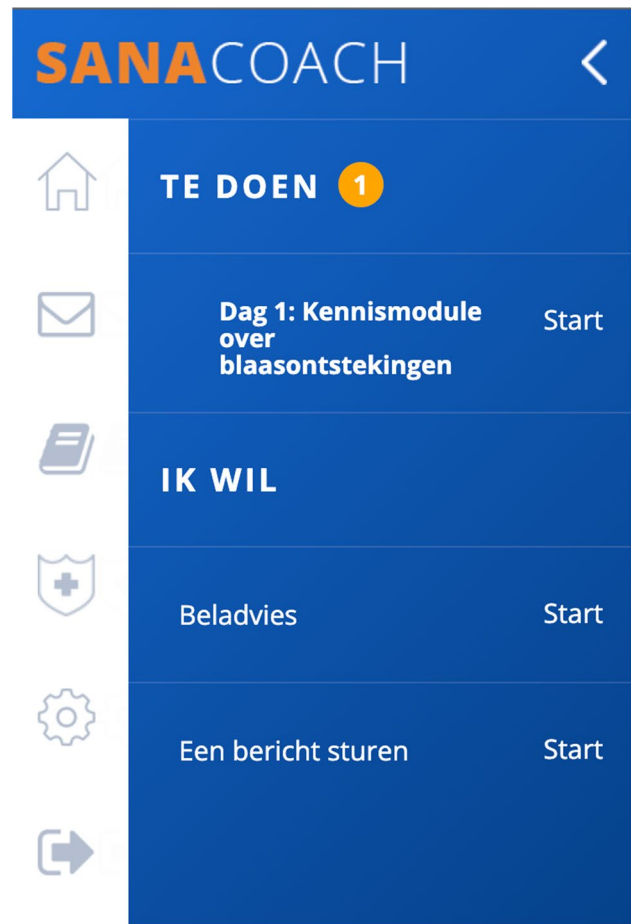 SANACOACH
TE DOEN 1
Dag 1: Kennismodule
over
blaasontstekingen
Start
IK WIL
Beladvies Start
Een bericht sturen Start